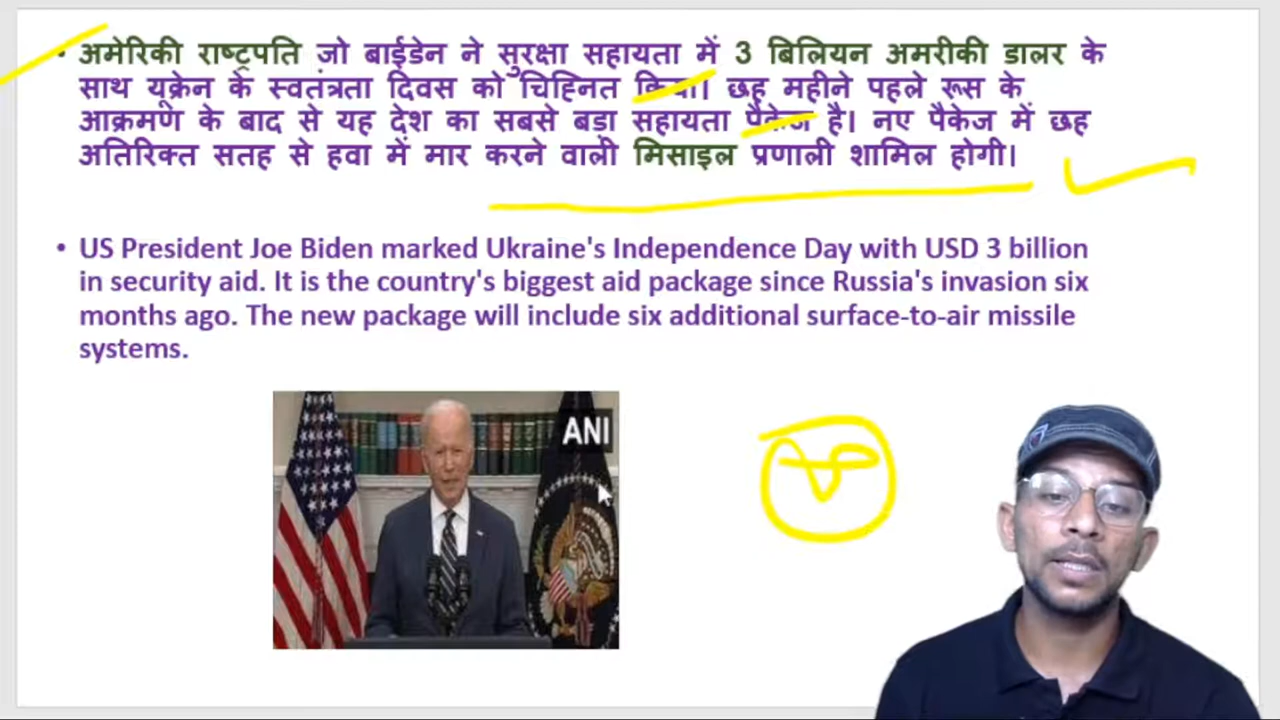 • अमेरिकी राष्ट्रपति जो बाईडेन ने सुरक्षा सहायता में 3 बिलियन अमरीकी डालर के
साथ यूक्रेन के स्वतंत्रता दिवस को चिह्नित किया। छह महीने पहले रूस के
आक्रमण के बाद से यह देश का सबसे बड़ा सहायता पैकेज है। नए पैकेज में छह
अतिरिक्त सतह से हवा में मार करने वाली मिसाइल प्रणाली शामिल होगी।
• US President Joe Biden marked Ukraine's Independence Day with USD 3 billion
in security aid. It is the country's biggest aid package since Russia's invasion six
months ago. The new package will include six additional surface-to-air missile
systems.
ANI